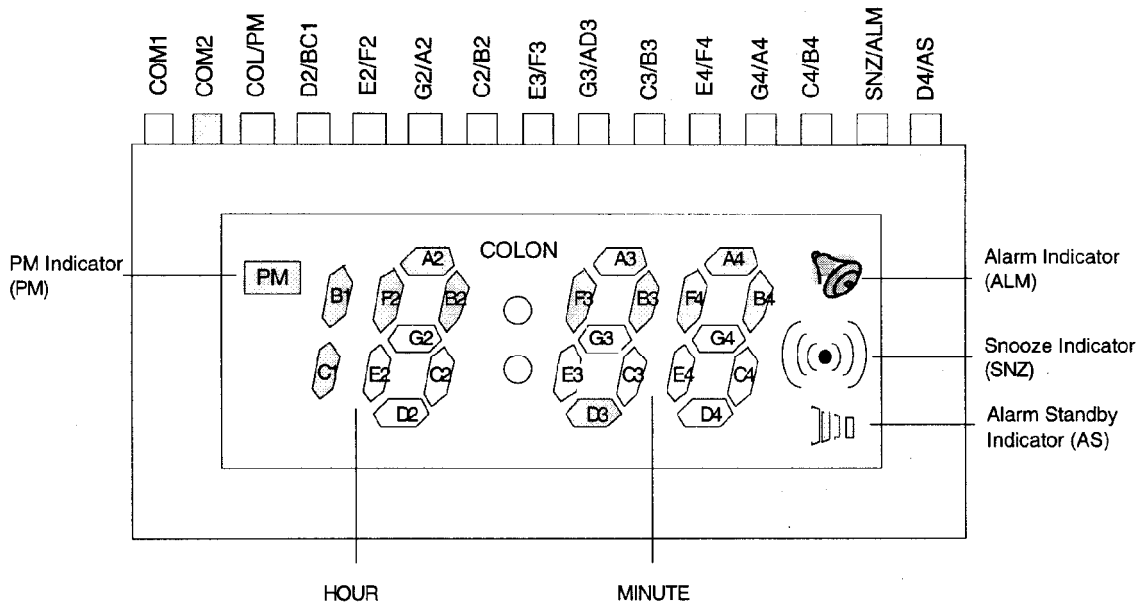 COM1
COM2
COL/PM
D2/BC1
E2/F2
G2/A2
C2/B2
E3/F3
G3/AD3
C3/B3
E4/F4
G4/A4
C4/B4
SNZ/ALM
D4/AS
PM Indicator
(PM)
PM
COLON
A2
B1
F2
B2
G2
C1
E2
C2
D2
A3
F3
B3
G3
E3
C3
D3
A4
F4
B4
G4
E4
C4
D4
Alarm Indicator
(ALM)
Snooze Indicator
(SNZ)
Alarm Standby
Indicator (AS)
HOUR
MINUTE